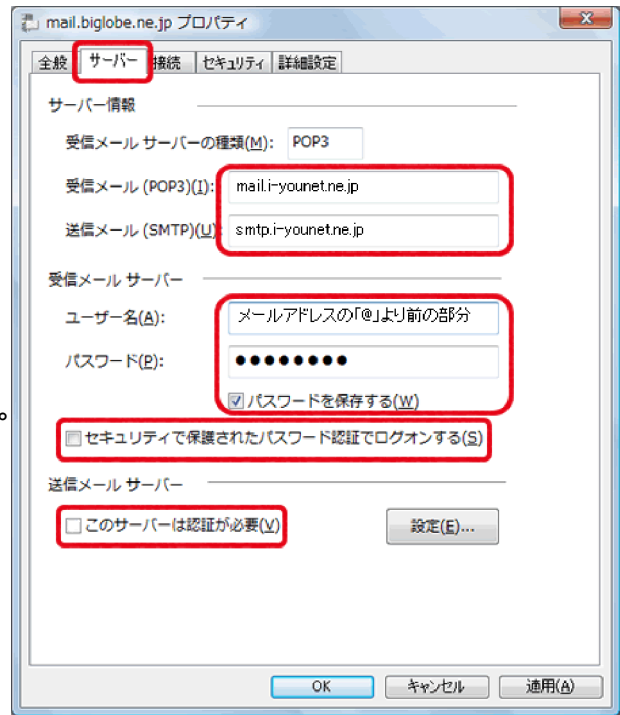 mail.biglobe.ne.jp プロパティ
全般 サーバー 接続 セキュリティ 詳細設定
サーバー情報
受信メール サーバーの種類(M): POP3
受信メール (POP3)(I): mail.i-younet.ne.jp
送信メール (SMTP)(U) smtp.i-younet.ne.jp
受信メール サーバー
ユーザー名(A): メールアドレスの「@」より前の部分
パスワード(P): ●●●●●●●●
パスワードを保存する(W)
。
セキュリティで保護されたパスワード認証でログオンする(S)
送信メール サーバー
このサーバーは認証が必要(V)
設定(E)...
OK キャンセル 適用(A)